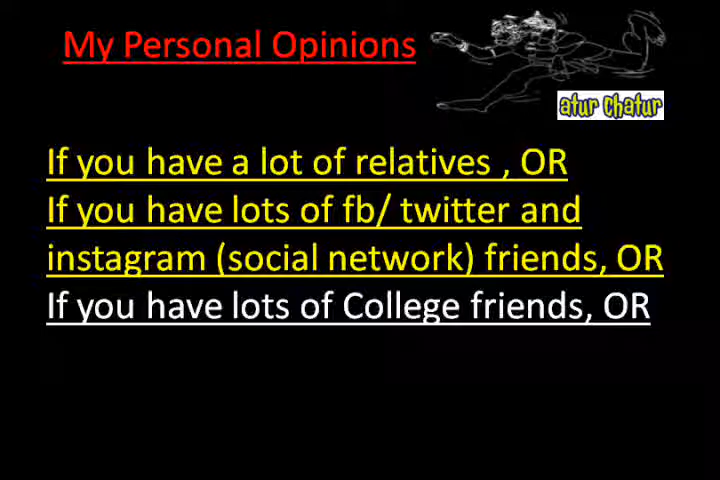 My Personal Opinions
atur chatur
If you have a lot of relatives , OR
If you have lots of fb/ twitter and
instagram (social network) friends, OR
If you have lots of College friends, OR